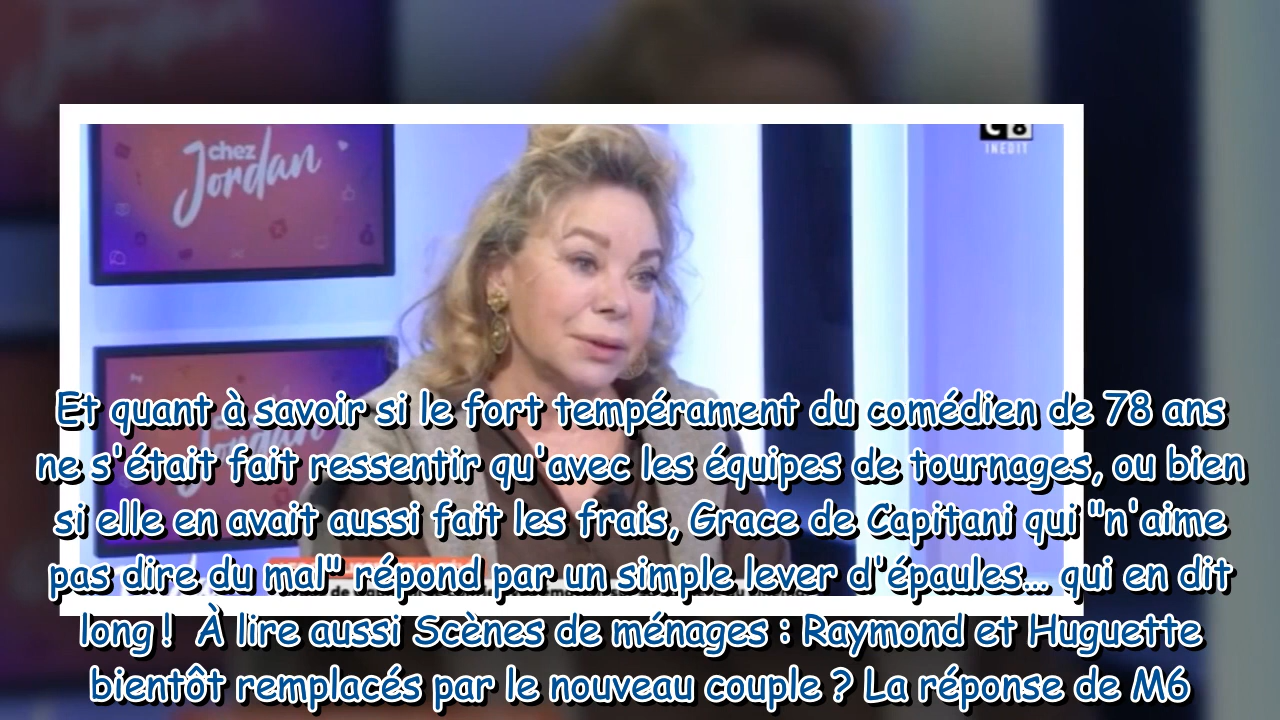 chez
Jordan
C8
INÉDIT
Et quant à savoir si le fort tempérament du comédien de 78 ans
ne s'était fait ressentir qu'avec les équipes de tournages, ou bien
si elle en avait aussi fait les frais, Grace de Capitani qui "n'aime
pas dire du mal" répond par un simple lever d'épaules... qui en dit
long ! À lire aussi Scènes de ménages : Raymond et Huguette
bientôt remplacés par le nouveau couple ? La réponse de M6